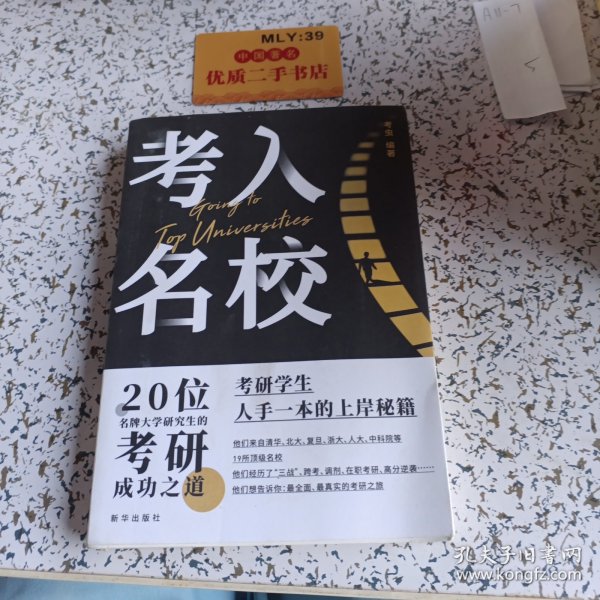 MLY:39
中国著名
优质二手书店
考虫 编著
考入
Going to
Top Universities
名校
20位
名牌大学研究生的
考研
成功之道
考研学生
人手一本的上岸秘籍
他们来自清华、北大、复旦、浙大、人大、中科院等
19所顶级名校
他们经历了“三战”、跨考、调剂、在职考研、高分逆袭……
他们想告诉你:最全面、最真实的考研之旅
新华出版社
孔夫子旧书网
www.kongfz.com